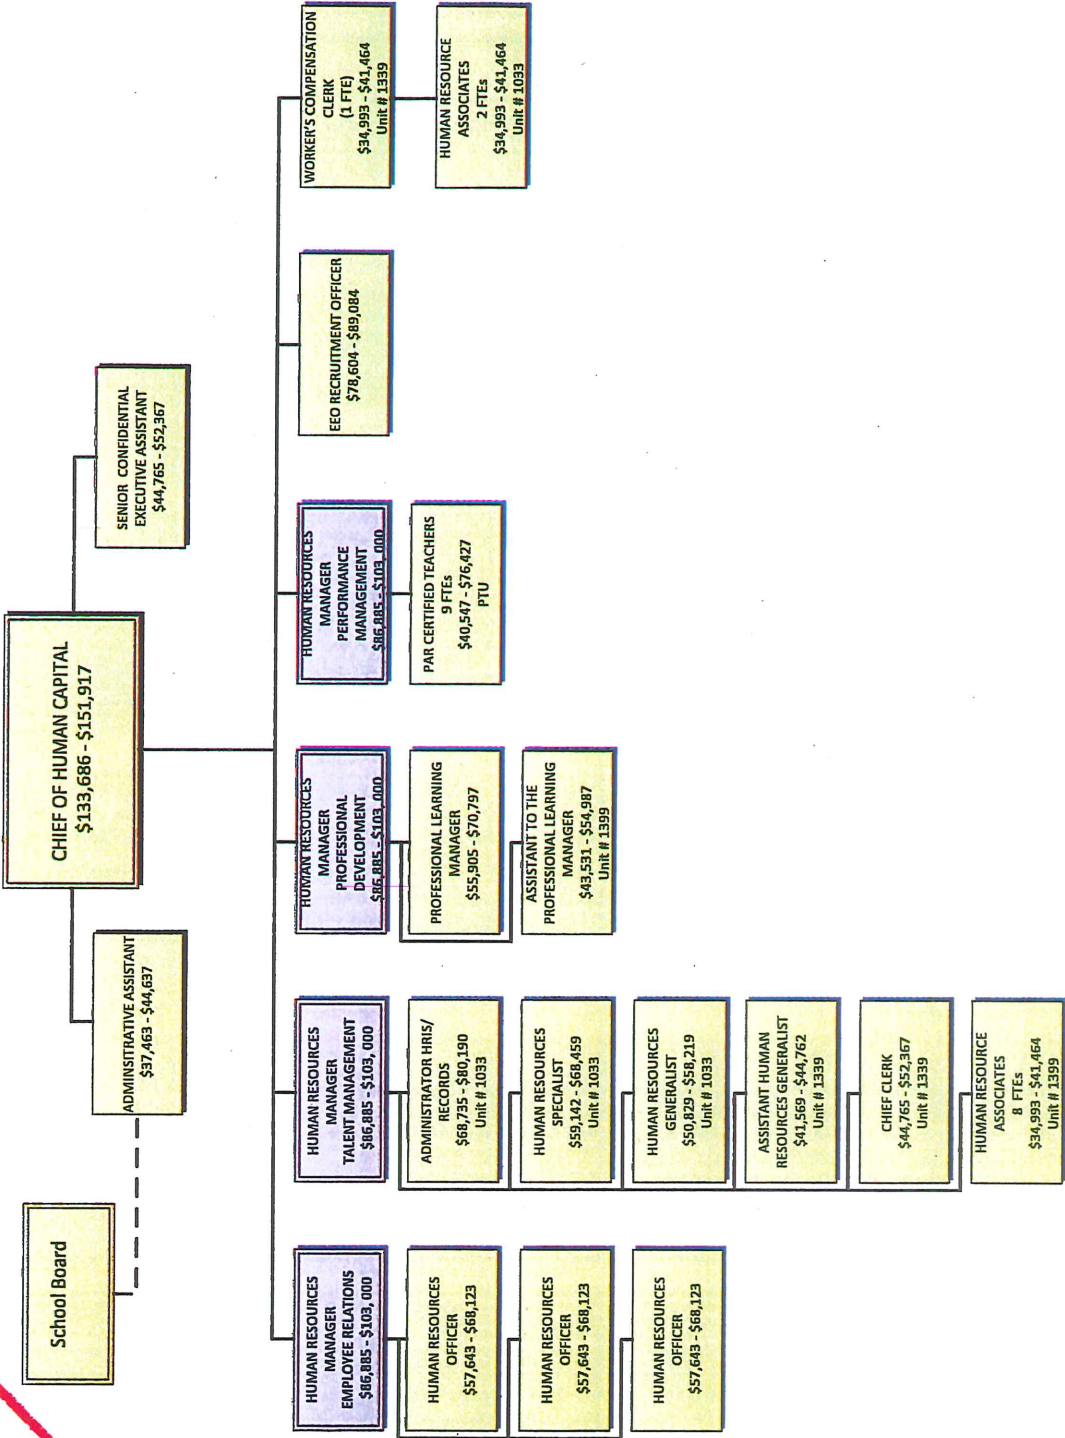 School Board
CHIEF OF HUMAN CAPITAL
$133,686 - $151,917
ADMINSITRATIVE ASSISTANT
$37,463 - $44,637
SENIOR CONFIDENTIAL
EXECUTIVE ASSISTANT
$44,765 - $52,367
HUMAN RESOURCES
MANAGER
EMPLOYEE RELATIONS
$86,885 - $103, 000
HUMAN RESOURCES
OFFICER
$57,643 - $68,123
HUMAN RESOURCES
OFFICER
$57,643 - $68,123
HUMAN RESOURCES
OFFICER
$57,643 - $68,123
HUMAN RESOURCES
MANAGER
TALENT MANAGEMENT
$86,885 - $103, 000
ADMINISTRATOR HRIS/
RECORDS
$68,735 - $80,190
Unit # 1033
HUMAN RESOURCES
SPECIALIST
$59,142 - $68,459
Unit # 1033
HUMAN RESOURCES
GENERALIST
$50,829 - $58,219
Unit # 1033
ASSISTANT HUMAN
RESOURCES GENERALIST
$41,569 - $44,762
Unit # 1339
CHIEF CLERK
$44,765 - $52,367
Unit # 1339
HUMAN RESOURCE
ASSOCIATES
8 FTEs
$34,993 - $41,464
Unit # 1399
HUMAN RESOURCES
MANAGER
PROFESSIONAL
DEVELOPMENT
$86,885 - $103, 000
PROFESSIONAL LEARNING
MANAGER
$55,905 - $70,797
ASSISTANT TO THE
PROFESSIONAL LEARNING
MANAGER
$43,531 - $54,987
Unit # 1399
HUMAN RESOURCES
MANAGER
PERFORMANCE
MANAGEMENT
$86,885 - $103, 000
PAR CERTIFIED TEACHERS
9 FTEs
$40,547 - $76,427
PTU
EEO RECRUITMENT OFFICER
$78,604 - $89,084
WORKER'S COMPENSATION
CLERK
(1 FTE)
$34,993 - $41,464
Unit # 1339
HUMAN RESOURCE
ASSOCIATES
2 FTEs
$34,993 - $41,464
Unit # 1033